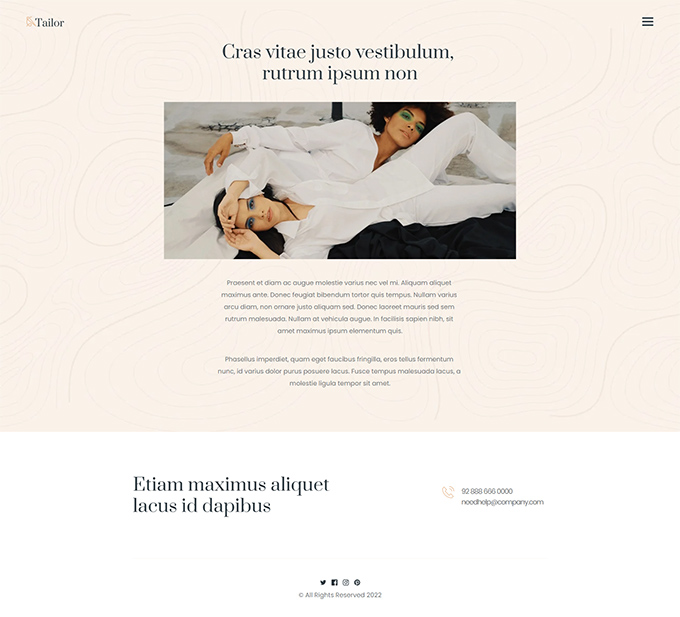 Tailor
Cras vitae justo vestibulum,
rutrum ipsum non
Praesent et diam ac augue molestie varius nec vel mi. Aliquam aliquet
maximus ante. Donec feugiat bibendum tortor quis tempus. Nullam varius
arcu diam, non ornare justo aliquam sed. Donec laoreet mauris sed sem
rutrum malesuada. Nullam at vehicula augue. In facilisis sapien nibh, sit
amet maximus ipsum elementum quis.
Phasellus imperdiet, quam eget faucibus fringilla, eros tellus fermentum
nunc, id varius dolor purus posuere lacus. Fusce tempus malesuada lacus, a
molestie ligula tempor sit amet.
Etiam maximus aliquet
lacus id dapibus
92 888 666 0000
needhelp@company.com
© All Rights Reserved 2022